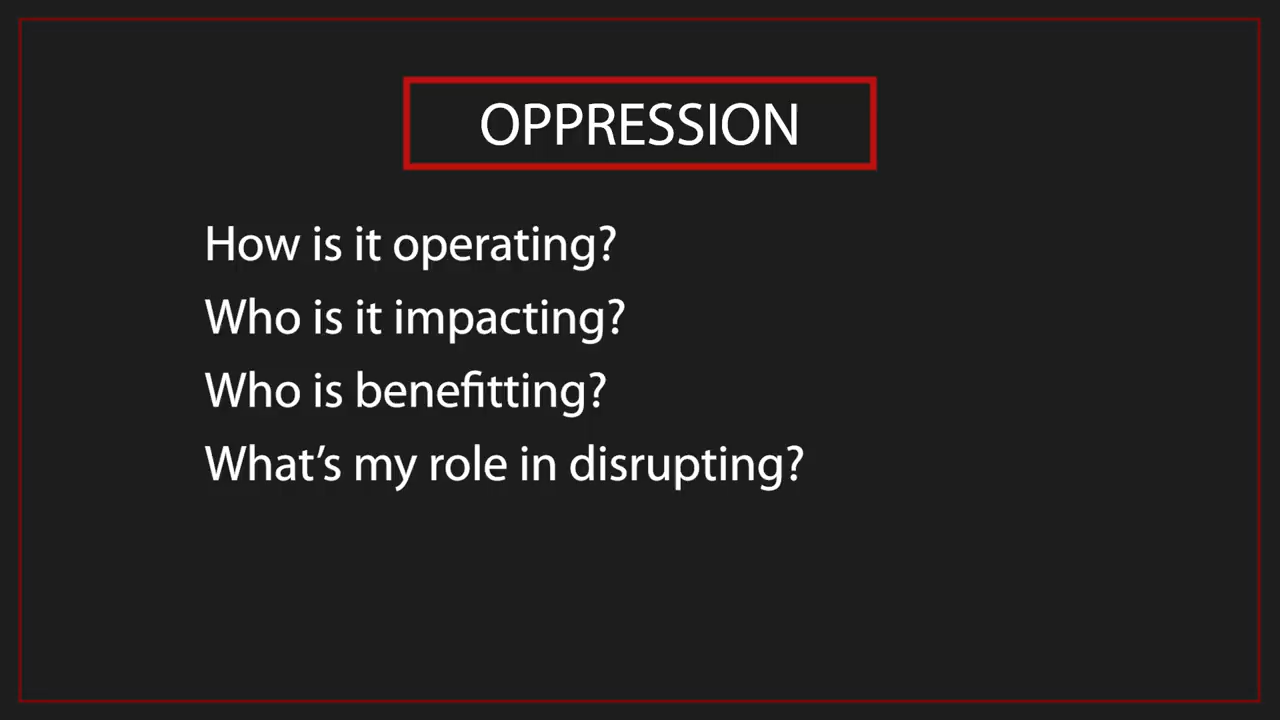 OPPRESSION
How is it operating?
Who is it impacting?
Who is benefitting?
What’s my role in disrupting?